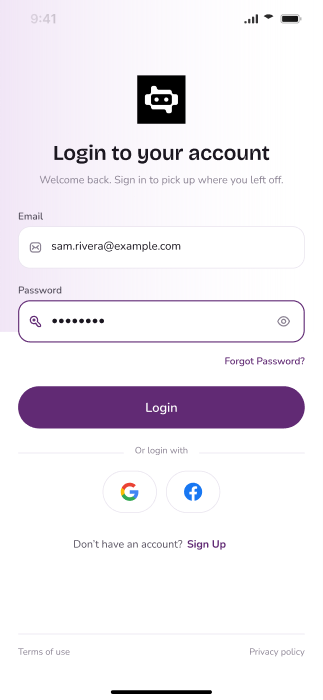 9:41
Login to your account
Welcome back. Sign in to pick up where you left off.
Email
sam.rivera@example.com
Password
••••••••
Forgot Password?
Login
Or login with
Don't have an account? Sign Up
Terms of use
Privacy policy